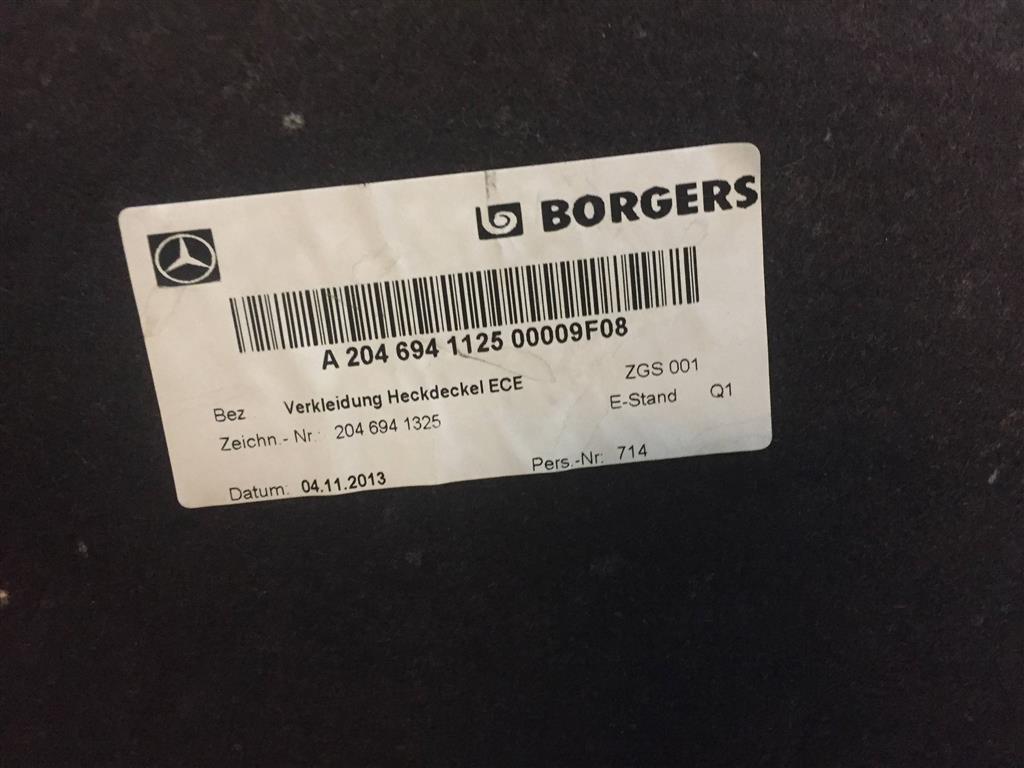 BORGERS
A 204 694 1125 00009F08
Bez Verkleidung Heckdeckel ECE ZGS 001
Zeichn.- Nr.: 204 694 1325 E-Stand Q1
Datum: 04.11.2013 Pers.-Nr: 714